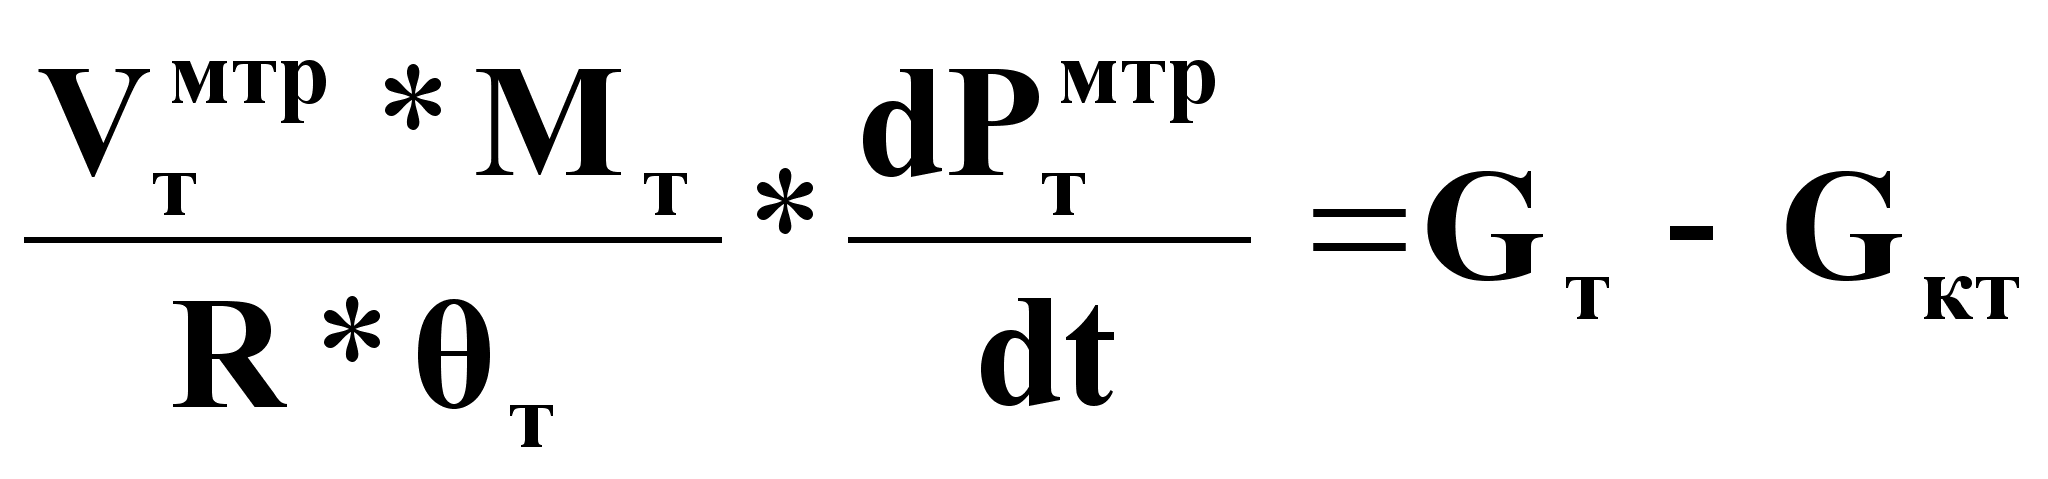 V_т^мтр * M_т / R * θ_т * dP_т^мтр / dt = G_т - G_кт